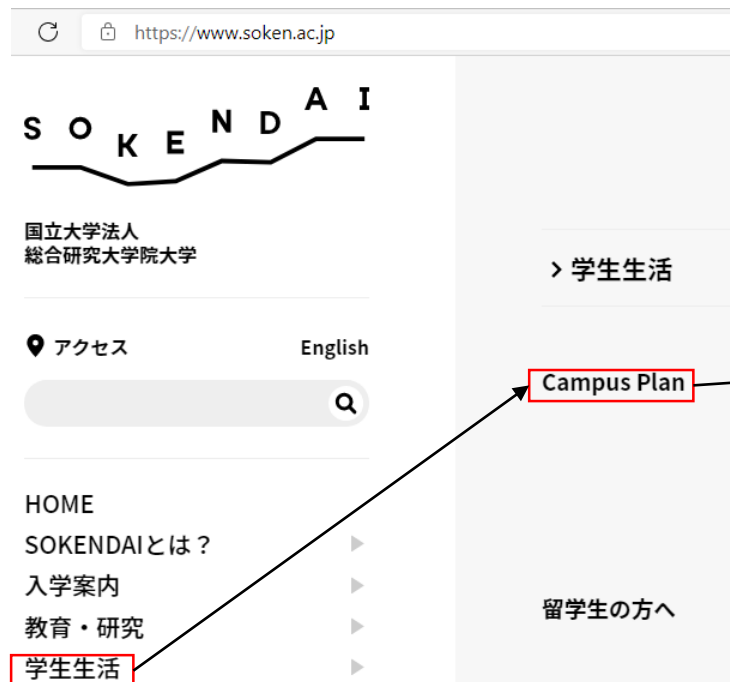 https://www.soken.ac.jp
SOKENDAI
国立大学法人
総合研究大学院大学
アクセス
English
HOME
SOKENDAIとは？
入学案内
教育・研究
学生生活
学生生活
Campus Plan
留学生の方へ